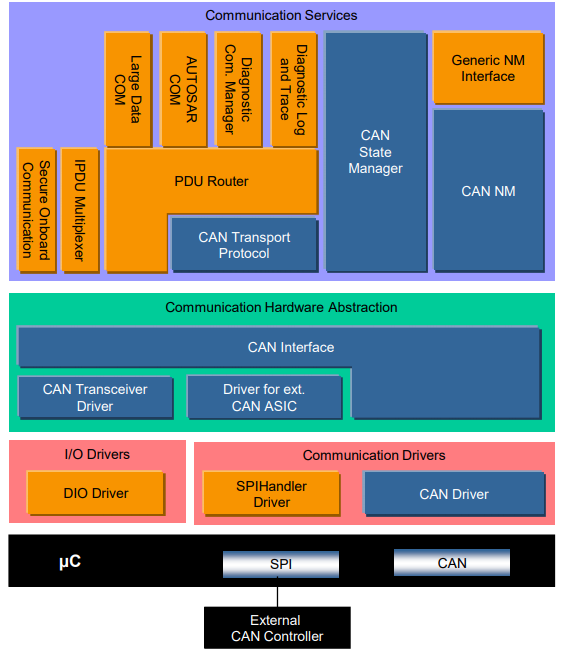 Communication Services
Large Data
COM
AUTOSAR
COM
Diagnostic
Com. Manager
Diagnostic Log
and Trace
CAN
State
Manager
Generic NM
Interface
Secure Onboard
Communication
IPDU Multiplexer
PDU Router
CAN Transport
Protocol
CAN NM
Communication Hardware Abstraction
CAN Interface
CAN Transceiver
Driver
Driver for ext.
CAN ASIC
I/O Drivers
DIO Driver
Communication Drivers
SPIHandler
Driver
CAN Driver
µC
SPI
CAN
External
CAN Controller